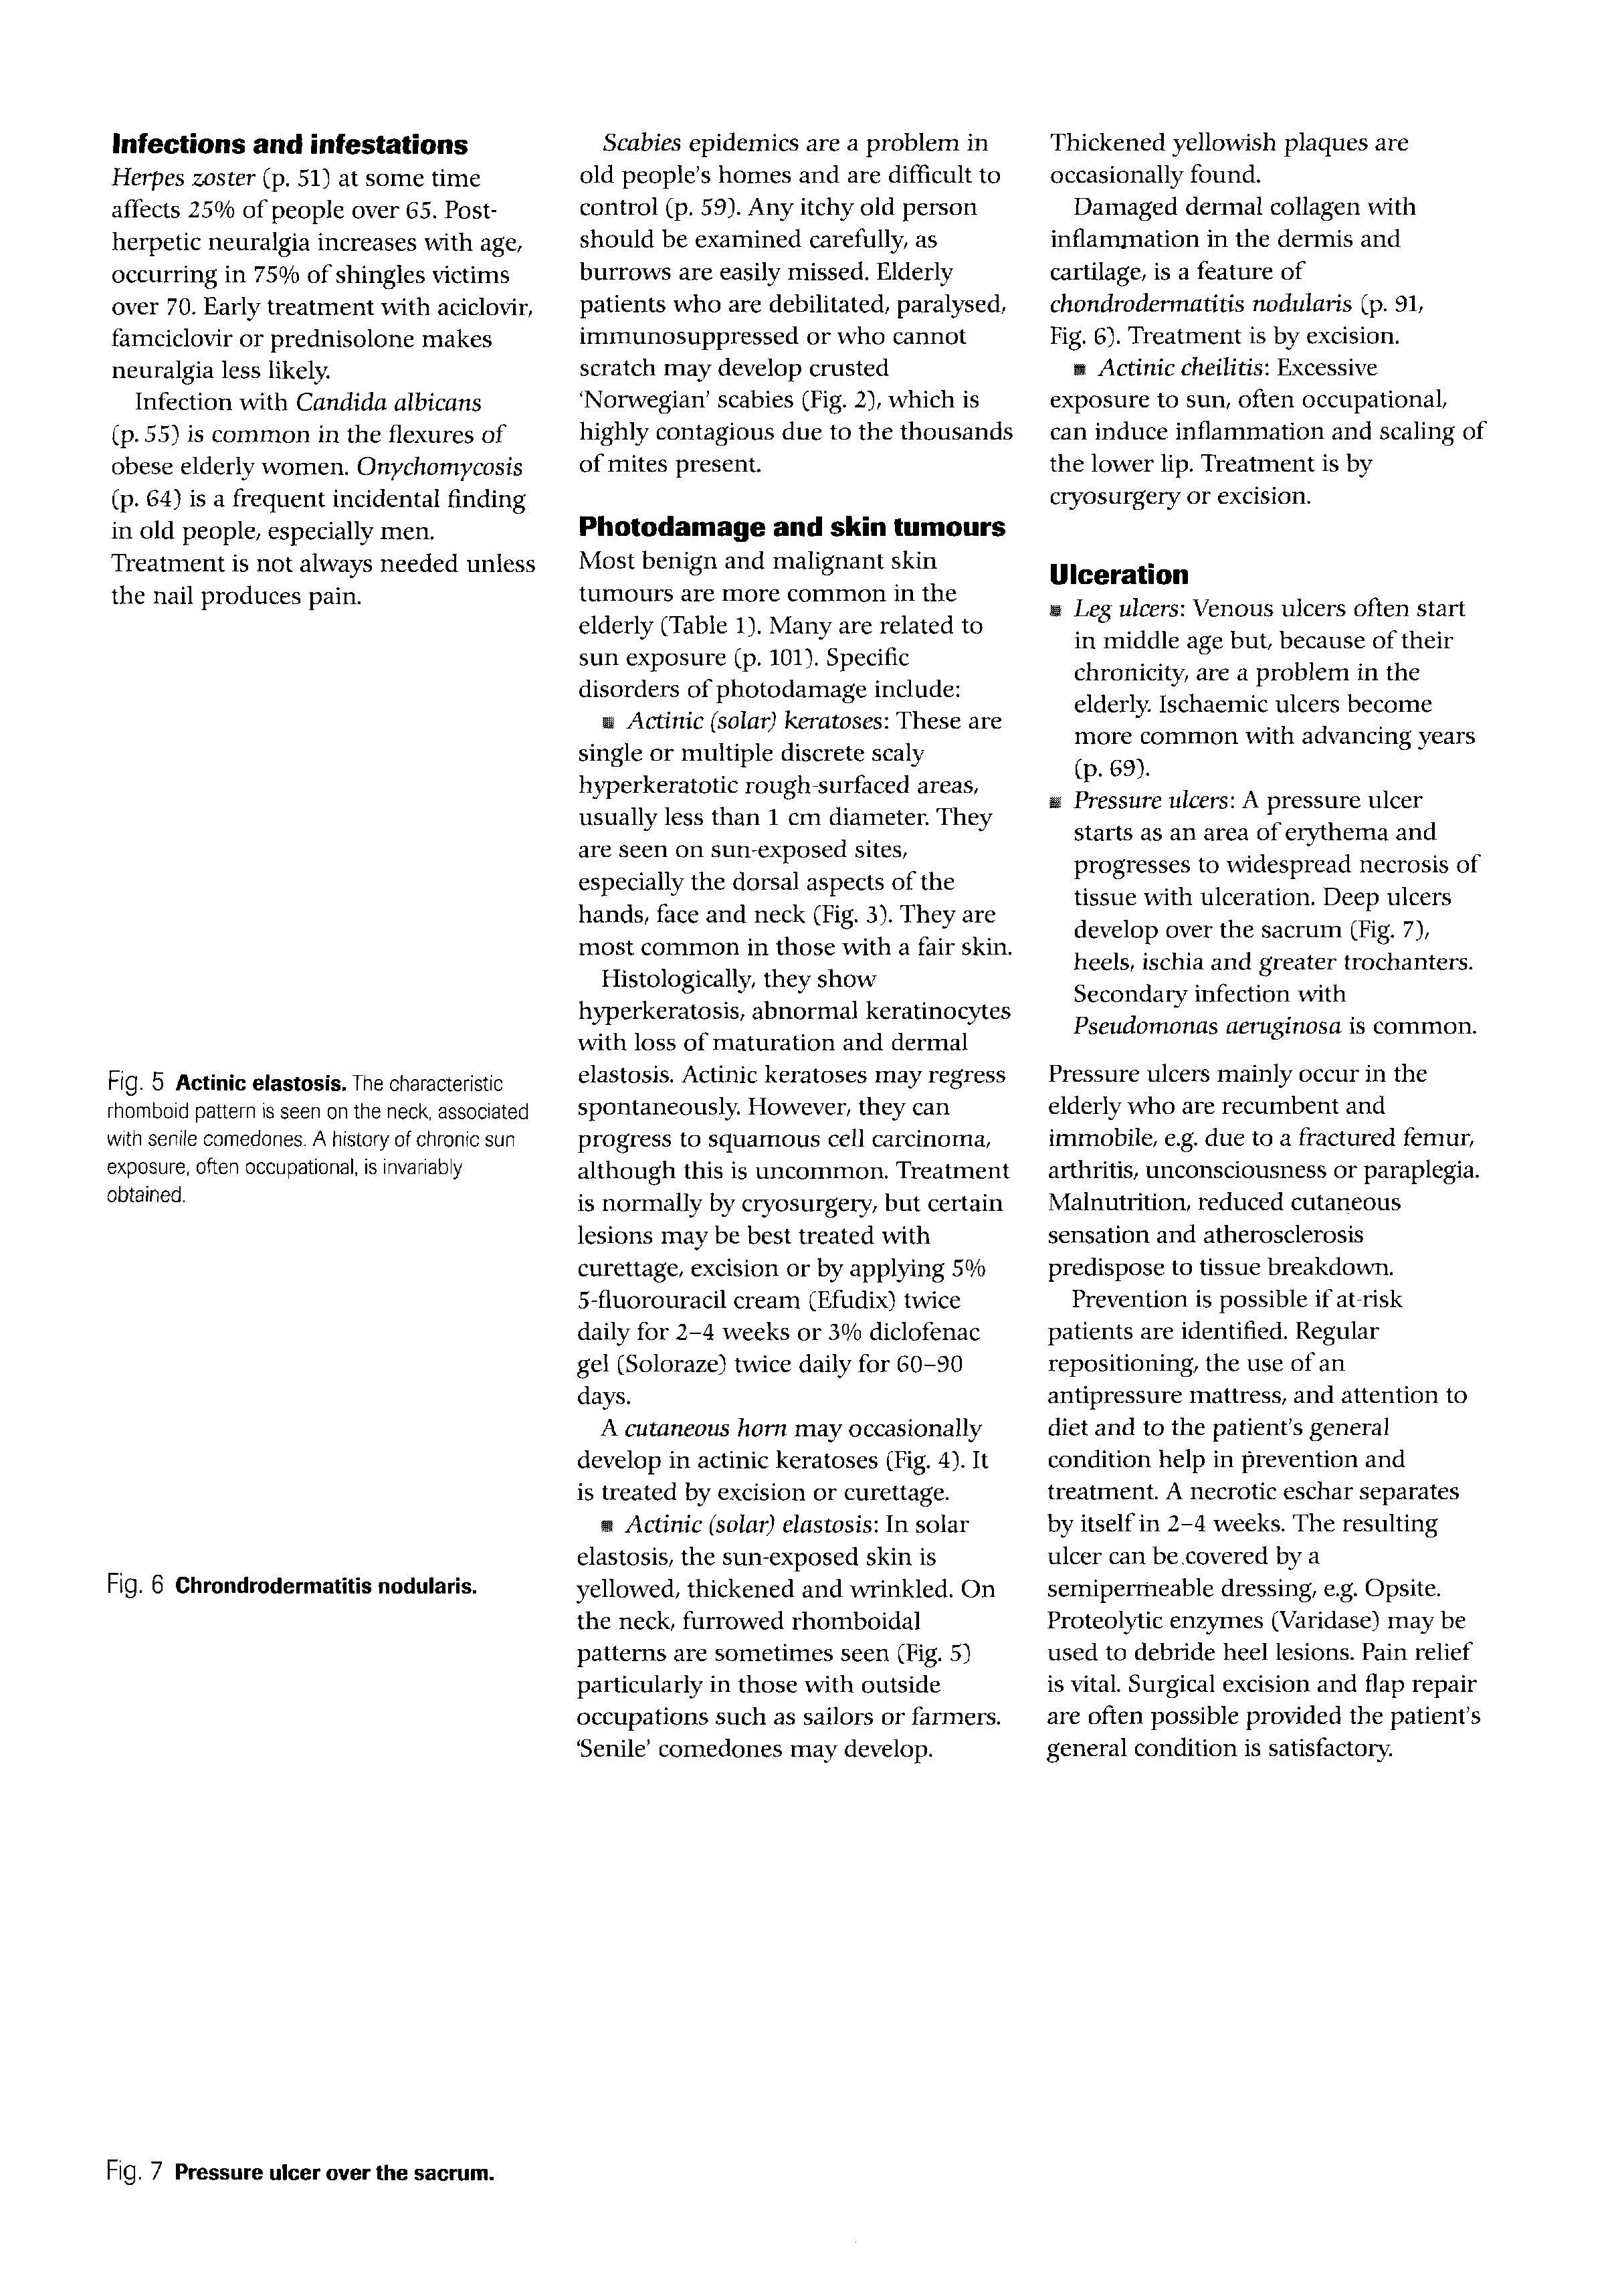 Infections and infestations
Herpes zoster (p. 51) at some time
affects 25% of people over 65. Post-
herpetic neuralgia increases with age,
occurring in 75% of shingles victims
over 70. Early treatment with aciclovir,
famciclovir or prednisolone makes
neuralgia less likely.
Infection with Candida albicans
(p. 55) is common in the flexures of
obese elderly women. Onychomycosis
(p. 64) is a frequent incidental finding
in old people, especially men.
Treatment is not always needed unless
the nail produces pain.
Fig. 5 Actinic elastosis. The characteristic
rhomboid pattern is seen on the neck, associated
with senile comedones. A history of chronic sun
exposure, often occupational, is invariably
obtained.
Fig. 6 Chrondrodermatitis nodularis.
Fig. 7 Pressure ulcer over the sacrum.
Scabies epidemics are a problem in
old people's homes and are difficult to
control (p. 59). Any itchy old person
should be examined carefully, as
burrows are easily missed. Elderly
patients who are debilitated, paralysed,
immunosuppressed or who cannot
scratch may develop crusted
'Norwegian' scabies (Fig. 2), which is
highly contagious due to the thousands
of mites present.
Photodamage and skin tumours
Most benign and malignant skin
tumours are more common in the
elderly (Table 1). Many are related to
sun exposure (p. 101). Specific
disorders of photodamage include:
■ Actinic (solar) keratoses: These are
single or multiple discrete scaly
hyperkeratotic rough-surfaced areas,
usually less than 1 cm diameter. They
are seen on sun-exposed sites,
especially the dorsal aspects of the
hands, face and neck (Fig. 3). They are
most common in those with a fair skin.
Histologically, they show
hyperkeratosis, abnormal keratinocytes
with loss of maturation and dermal
elastosis. Actinic keratoses may regress
spontaneously. However, they can
progress to squamous cell carcinoma,
although this is uncommon. Treatment
is normally by cryosurgery, but certain
lesions may be best treated with
curettage, excision or by applying 5%
5-fluorouracil cream (Efudix) twice
daily for 2–4 weeks or 3% diclofenac
gel (Soloraze) twice daily for 60–90
days.
A cutaneous horn may occasionally
develop in actinic keratoses (Fig. 4). It
is treated by excision or curettage.
■ Actinic (solar) elastosis: In solar
elastosis, the sun-exposed skin is
yellowed, thickened and wrinkled. On
the neck, furrowed rhomboidal
patterns are sometimes seen (Fig. 5)
particularly in those with outside
occupations such as sailors or farmers.
'Senile' comedones may develop.
Thickened yellowish plaques are
occasionally found.
Damaged dermal collagen with
inflammation in the dermis and
cartilage, is a feature of
chondrodermatitis nodularis (p. 91,
Fig. 6). Treatment is by excision.
■ Actinic cheilitis: Excessive
exposure to sun, often occupational,
can induce inflammation and scaling of
the lower lip. Treatment is by
cryosurgery or excision.
Ulceration
■ Leg ulcers: Venous ulcers often start
in middle age but, because of their
chronicity, are a problem in the
elderly. Ischaemic ulcers become
more common with advancing years
(p. 69).
■ Pressure ulcers: A pressure ulcer
starts as an area of erythema and
progresses to widespread necrosis of
tissue with ulceration. Deep ulcers
develop over the sacrum (Fig. 7),
heels, ischia and greater trochanters.
Secondary infection with
Pseudomonas aeruginosa is common.
Pressure ulcers mainly occur in the
elderly who are recumbent and
immobile, e.g. due to a fractured femur,
arthritis, unconsciousness or paraplegia.
Malnutrition, reduced cutaneous
sensation and atherosclerosis
predispose to tissue breakdown.
Prevention is possible if at-risk
patients are identified. Regular
repositioning, the use of an
antipressure mattress, and attention to
diet and to the patient's general
condition help in prevention and
treatment. A necrotic eschar separates
by itself in 2–4 weeks. The resulting
ulcer can be covered by a
semipermeable dressing, e.g. Opsite.
Proteolytic enzymes (Varidase) may be
used to debride heel lesions. Pain relief
is vital. Surgical excision and flap repair
are often possible provided the patient's
general condition is satisfactory.